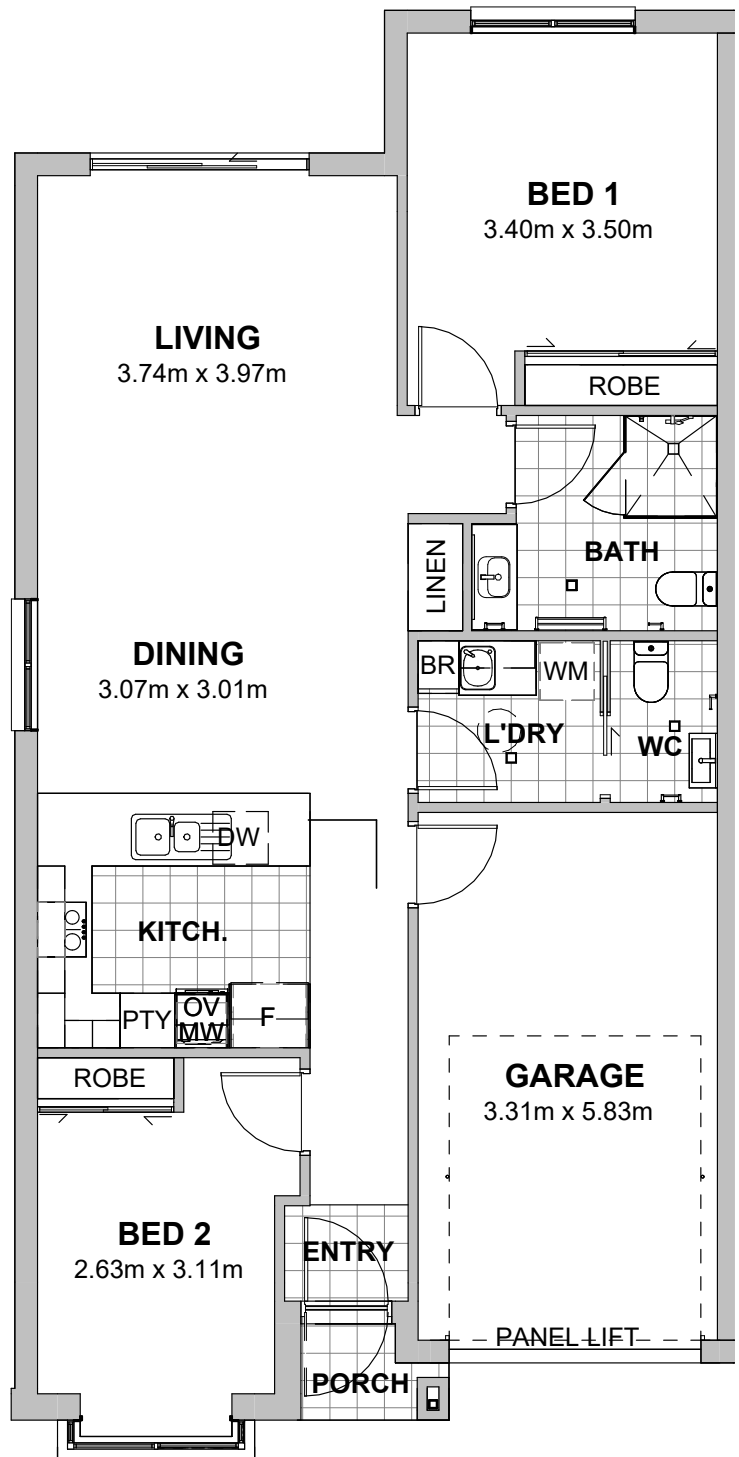 BED 1
3.40m x 3.50m
LIVING
3.74m x 3.97m
ROBE
BATH
LINEN
DINING
3.07m x 3.01m
BR
WM
L'DRY
WC
DW
KITCH.
PTY
OV
MW
F
ROBE
GARAGE
3.31m x 5.83m
BED 2
2.63m x 3.11m
ENTRY
PANEL LIFT
PORCH